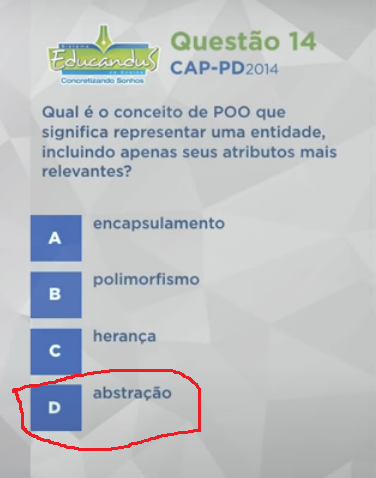 Sistema
Educandus
de Ensino
Concretizando Sonhos
Questão 14
CAP-PD2014
Qual é o conceito de POO que
significa representar uma entidade,
incluindo apenas seus atributos mais
relevantes?
A encapsulamento
B polimorfismo
C herança
D abstração